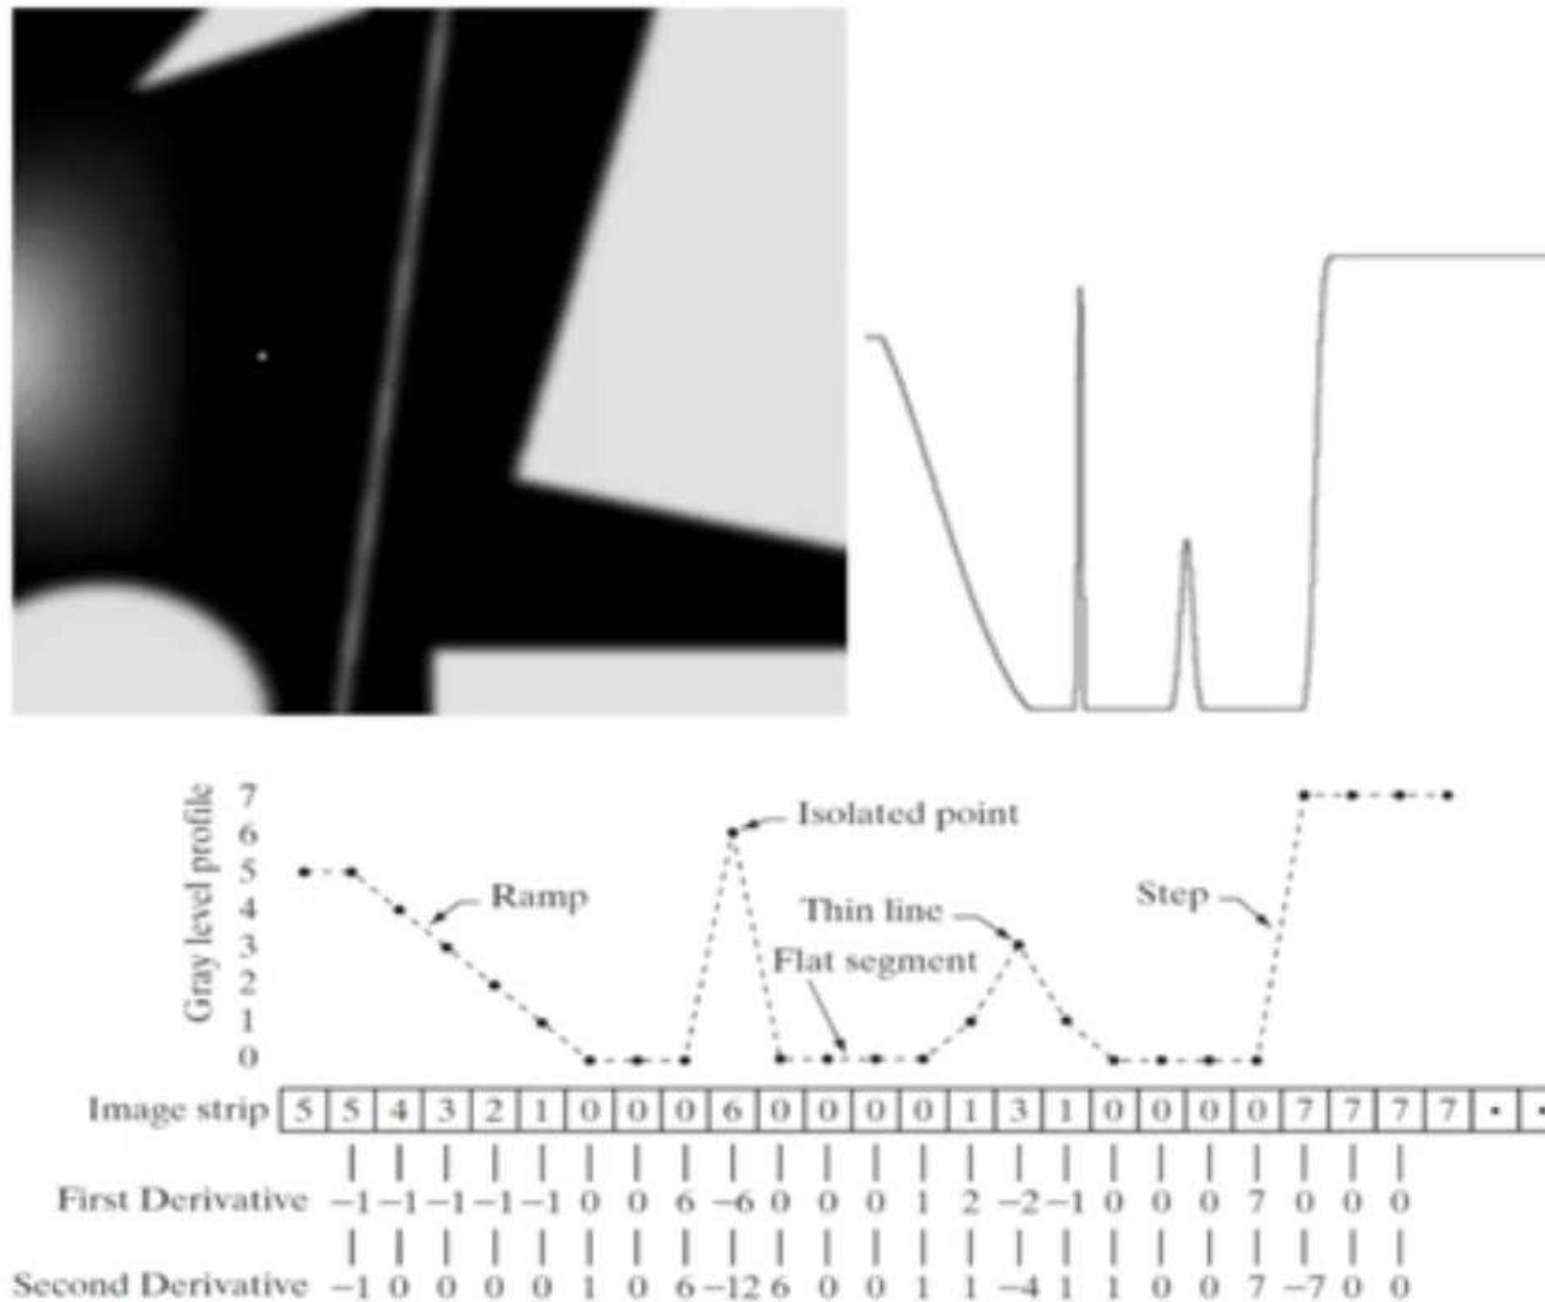 Gray level profile
7
6
5
4
3
2
1
0
Isolated point
Ramp
Thin line
Step
Flat segment
Image strip 5 5 4 3 2 1 0 0 0 6 0 0 0 0 1 3 1 0 0 0 0 7 7 7 7 • •
First Derivative −1 −1 −1 −1 −1 0 0 6 −6 0 0 0 1 2 −2 −1 0 0 0 7 0 0 0
Second Derivative −1 0 0 0 0 1 0 6 −12 6 0 0 1 1 −4 1 1 0 0 7 −7 0 0